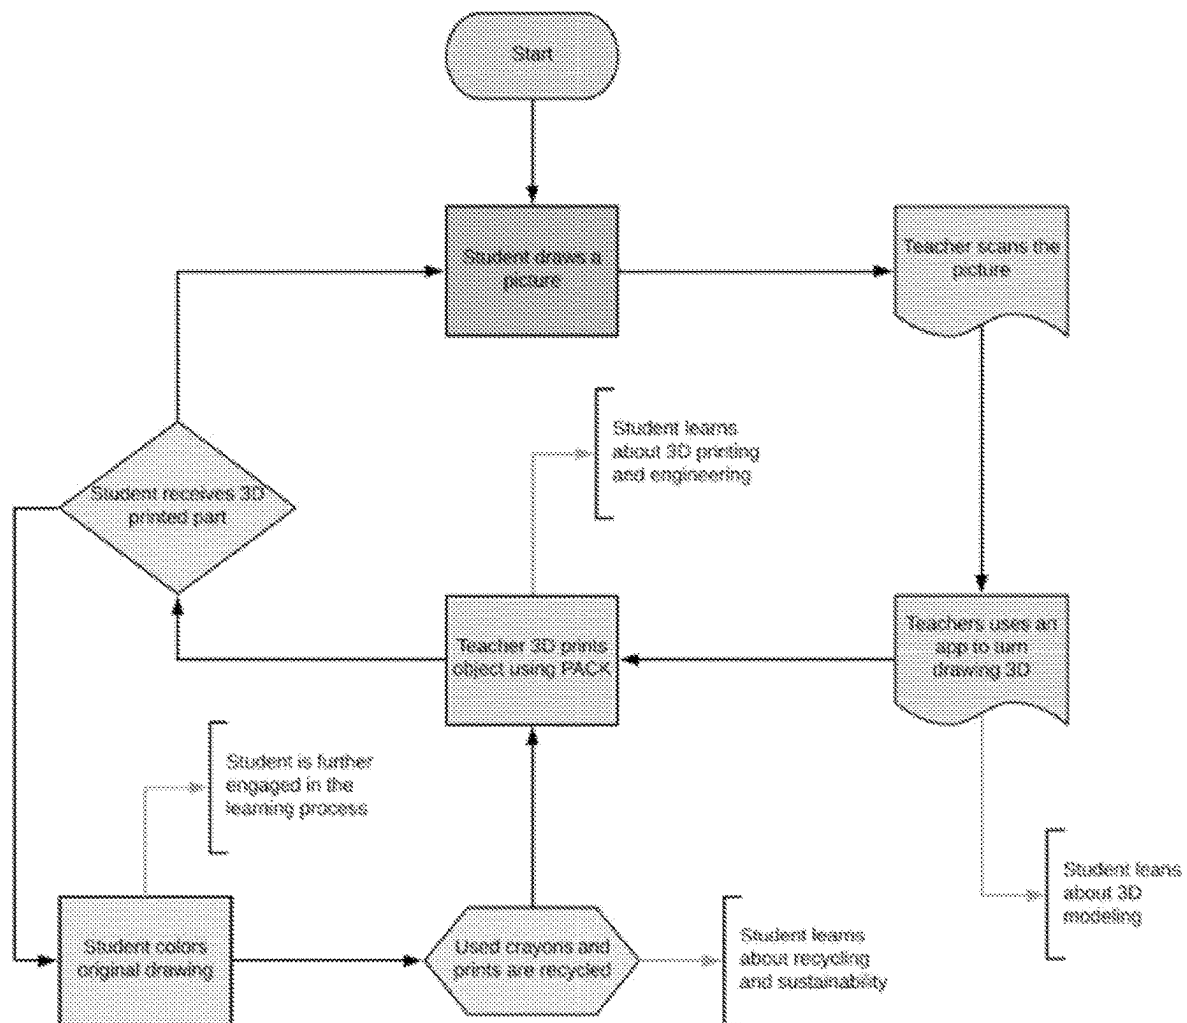 Start
Student draws a
picture
Teacher scans the
picture
Student learns
about 3D printing
and engineering
Student receives 3D
printed part
Teacher 3D prints
object using PACK
Teachers uses an
app to turn
drawing 3D
Student is further
engaged in the
learning process
Student leans
about 3D
modeling
Student colors
original drawing
Used crayons and
prints are recycled
Student learns
about recycling
and sustainability